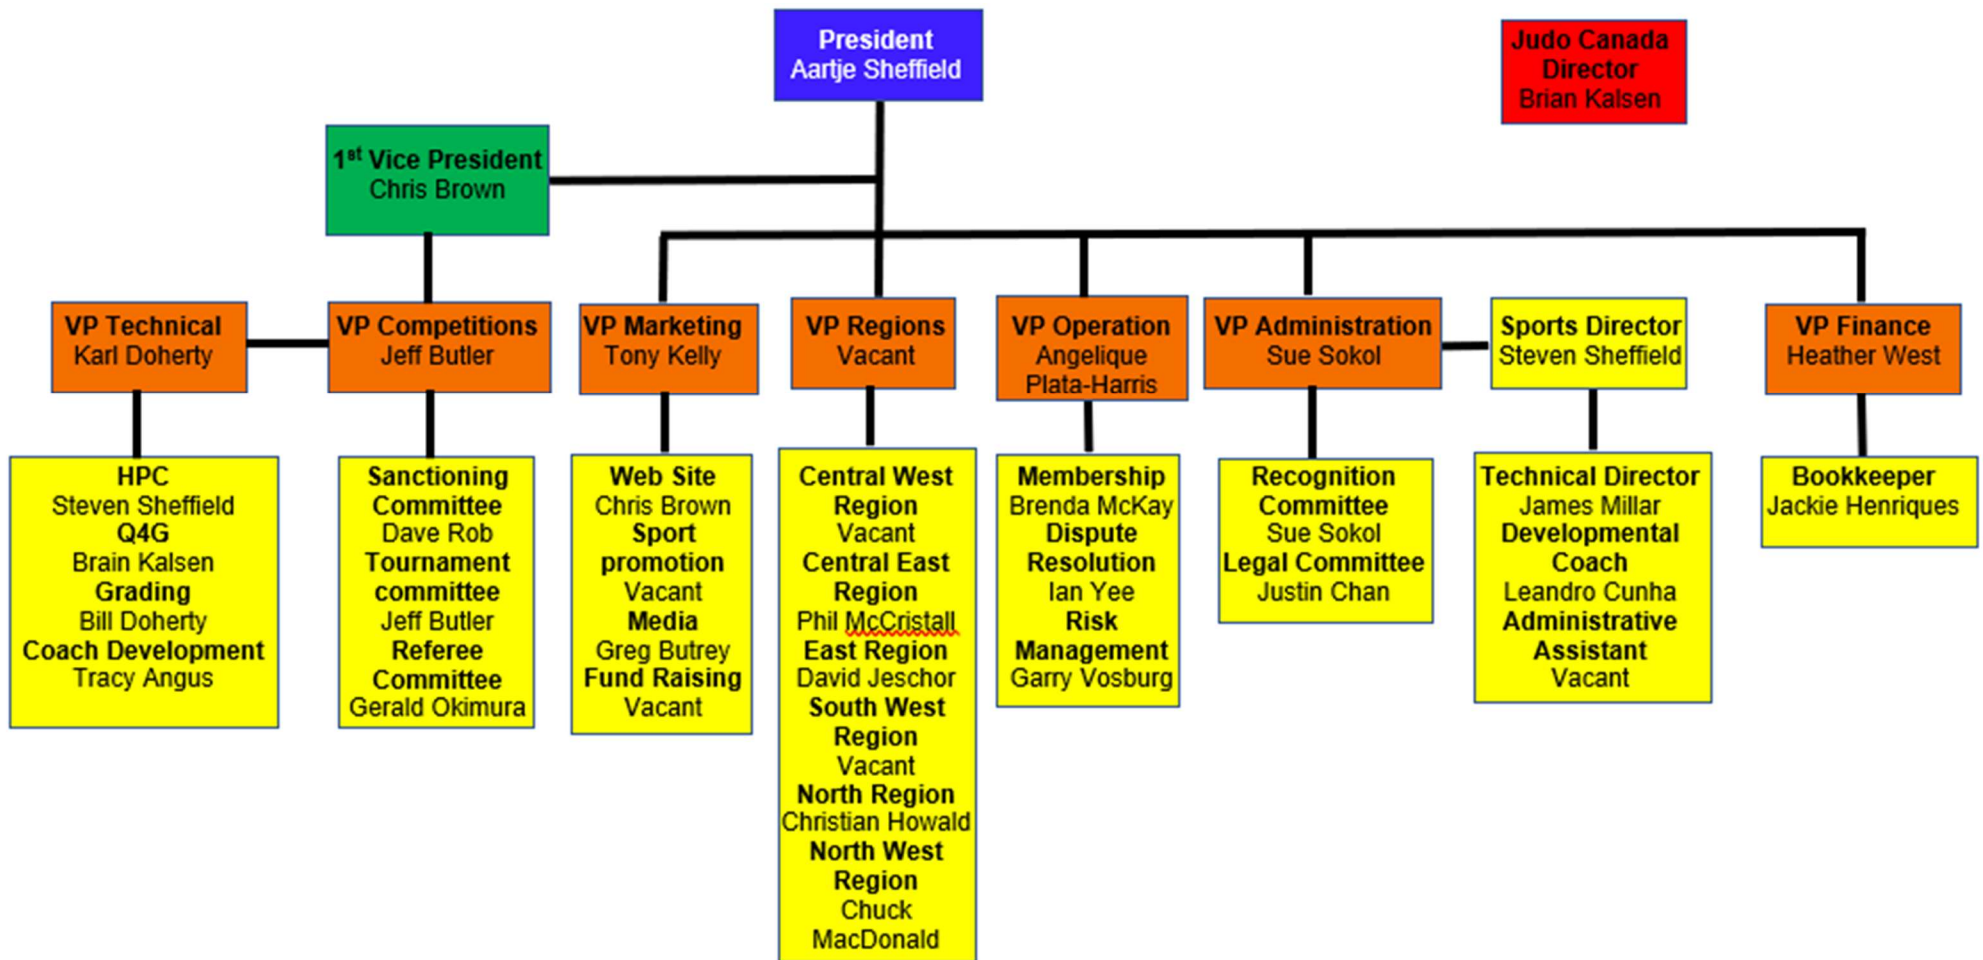 President
Aartje Sheffield
Judo Canada
Director
Brian Kalsen
1st Vice President
Chris Brown
VP Technical
Karl Doherty
VP Competitions
Jeff Butler
VP Marketing
Tony Kelly
VP Regions
Vacant
VP Operation
Angelique
Plata-Harris
VP Administration
Sue Sokol
Sports Director
Steven Sheffield
VP Finance
Heather West
HPC
Steven Sheffield
Q4G
Brain Kalsen
Grading
Bill Doherty
Coach Development
Tracy Angus
Sanctioning
Committee
Dave Rob
Tournament
committee
Jeff Butler
Referee
Committee
Gerald Okimura
Web Site
Chris Brown
Sport
promotion
Vacant
Media
Greg Butrey
Fund Raising
Vacant
Central West
Region
Vacant
Central East
Region
Phil McCristall
East Region
David Jeschor
South West
Region
Vacant
North Region
Christian Howald
North West
Region
Chuck
MacDonald
Membership
Brenda McKay
Dispute
Resolution
Ian Yee
Risk
Management
Garry Vosburg
Recognition
Committee
Sue Sokol
Legal Committee
Justin Chan
Technical Director
James Millar
Developmental
Coach
Leandro Cunha
Administrative
Assistant
Vacant
Bookkeeper
Jackie Henriques